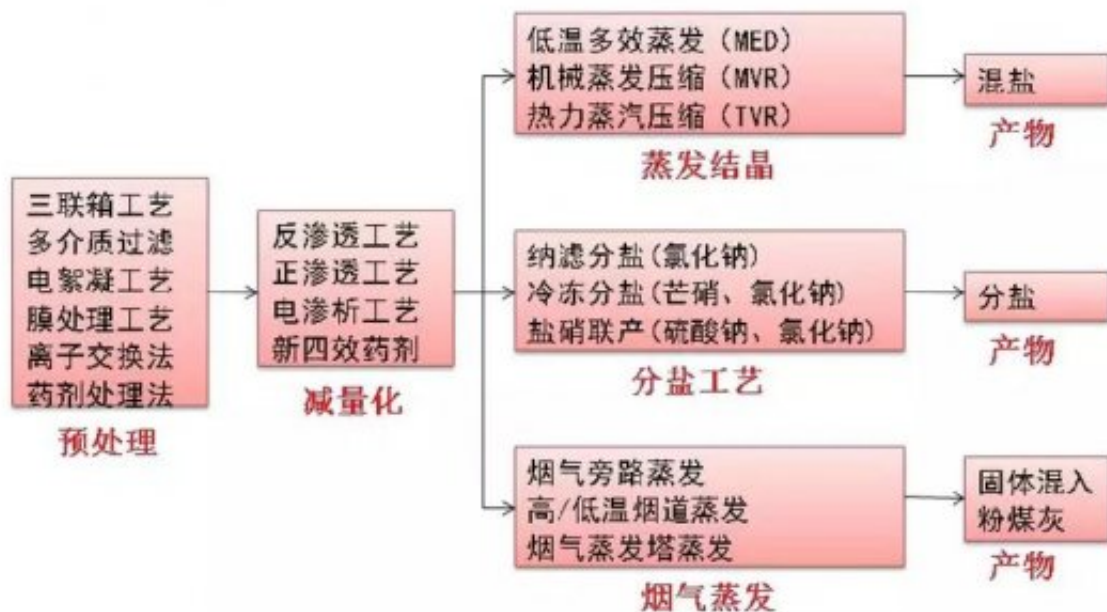 三联箱工艺
多介质过滤
电絮凝工艺
膜处理工艺
离子交换法
药剂处理法
预处理
反渗透工艺
正渗透工艺
电渗析工艺
新四效药剂
减量化
低温多效蒸发（MED）
机械蒸发压缩（MVR）
热力蒸汽压缩（TVR）
蒸发结晶
混盐
产物
纳滤分盐(氯化钠)
冷冻分盐(芒硝、氯化钠)
盐硝联产(硫酸钠、氯化钠)
分盐工艺
分盐
产物
烟气旁路蒸发
高/低温烟道蒸发
烟气蒸发塔蒸发
烟气蒸发
固体混入
粉煤灰
产物